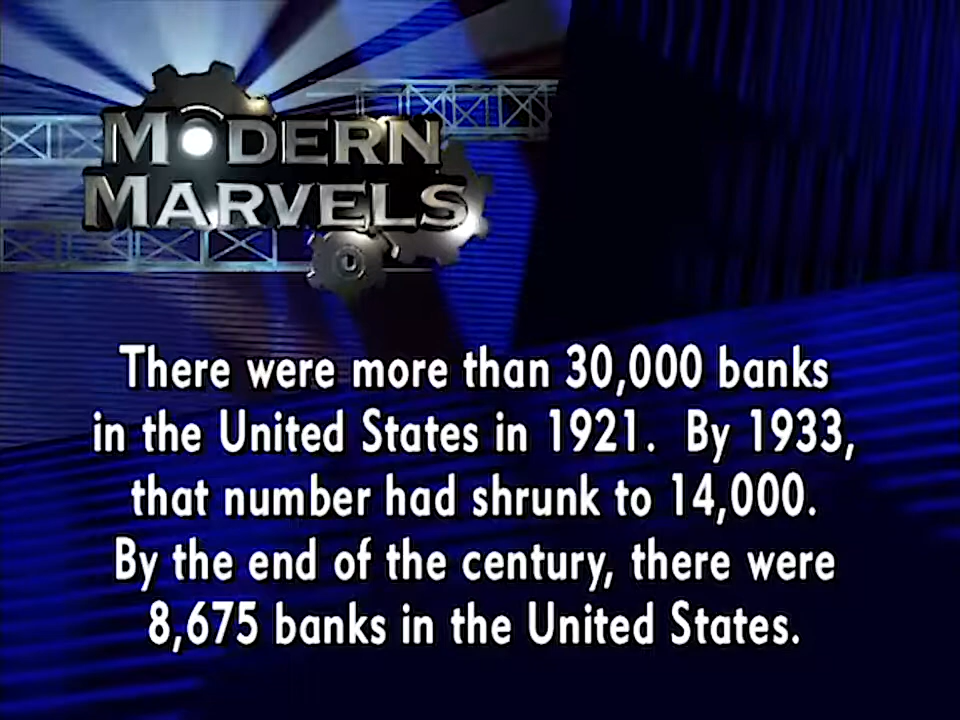 MODERN
MARVELS
There were more than 30,000 banks
in the United States in 1921.  By 1933,
that number had shrunk to 14,000.
By the end of the century, there were
8,675 banks in the United States.